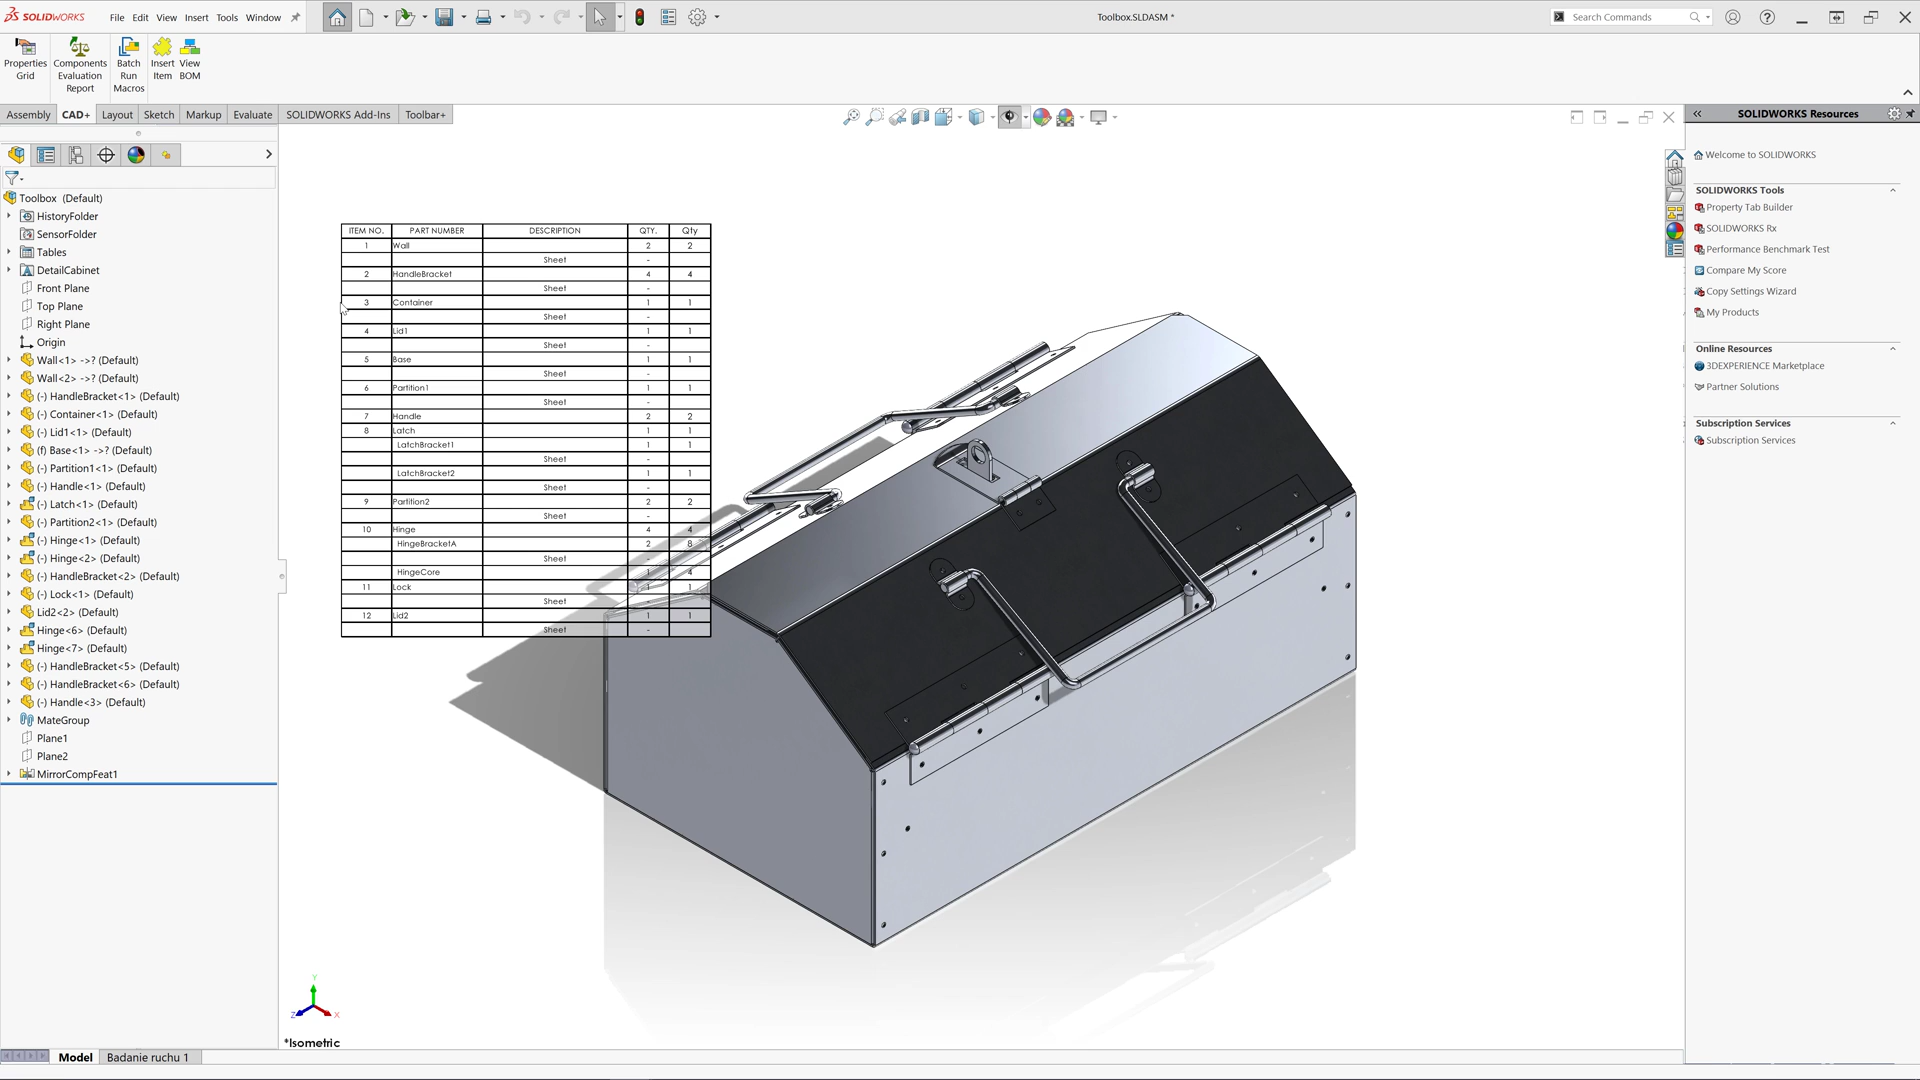 SOLIDWORKS
File Edit View Insert Tools Window
Toolbox.SLDASM *
Search Commands
Properties Grid
Components Evaluation Report
Batch Run Macros
Insert Item
View BOM
Assembly CAD+ Layout Sketch Markup Evaluate SOLIDWORKS Add-Ins Toolbar+
Toolbox (Default)
HistoryFolder
SensorFolder
Tables
DetailCabinet
Front Plane
Top Plane
Right Plane
Origin
Wall<1> ->? (Default)
Wall<2> ->? (Default)
(-) HandleBracket<1> (Default)
(-) Container<1> (Default)
(-) Lid1<1> (Default)
(f) Base<1> ->? (Default)
(-) Partition1<1> (Default)
(-) Handle<1> (Default)
(-) Latch<1> (Default)
(-) Partition2<1> (Default)
(-) Hinge<1> (Default)
(-) Hinge<2> (Default)
(-) HandleBracket<2> (Default)
(-) Lock<1> (Default)
Lid2<2> (Default)
Hinge<6> (Default)
Hinge<7> (Default)
(-) HandleBracket<5> (Default)
(-) HandleBracket<6> (Default)
(-) Handle<3> (Default)
MateGroup
Plane1
Plane2
MirrorCompFeat1
ITEM NO. PART NUMBER DESCRIPTION QTY. Qty
1 Wall 2 2
Sheet -
2 HandleBracket 4 4
Sheet -
3 Container 1 1
Sheet -
4 Lid1 1 1
Sheet -
5 Base 1 1
Sheet -
6 Partition1 1 1
Sheet -
7 Handle 2 2
8 Latch 1 1
LatchBracket1 1 1
Sheet -
LatchBracket2 1 1
Sheet -
9 Partition2 2 2
Sheet -
10 Hinge 4 4
HingeBracketA 2 8
Sheet -
HingeCore 1 4
11 Lock 1 1
Sheet -
12 Lid2 1 1
Sheet -
Y
Z
X
*Isometric
Model Badanie ruchu 1
SOLIDWORKS Resources
Welcome to SOLIDWORKS
SOLIDWORKS Tools
Property Tab Builder
SOLIDWORKS Rx
Performance Benchmark Test
Compare My Score
Copy Settings Wizard
My Products
Online Resources
3DEXPERIENCE Marketplace
Partner Solutions
Subscription Services
Subscription Services